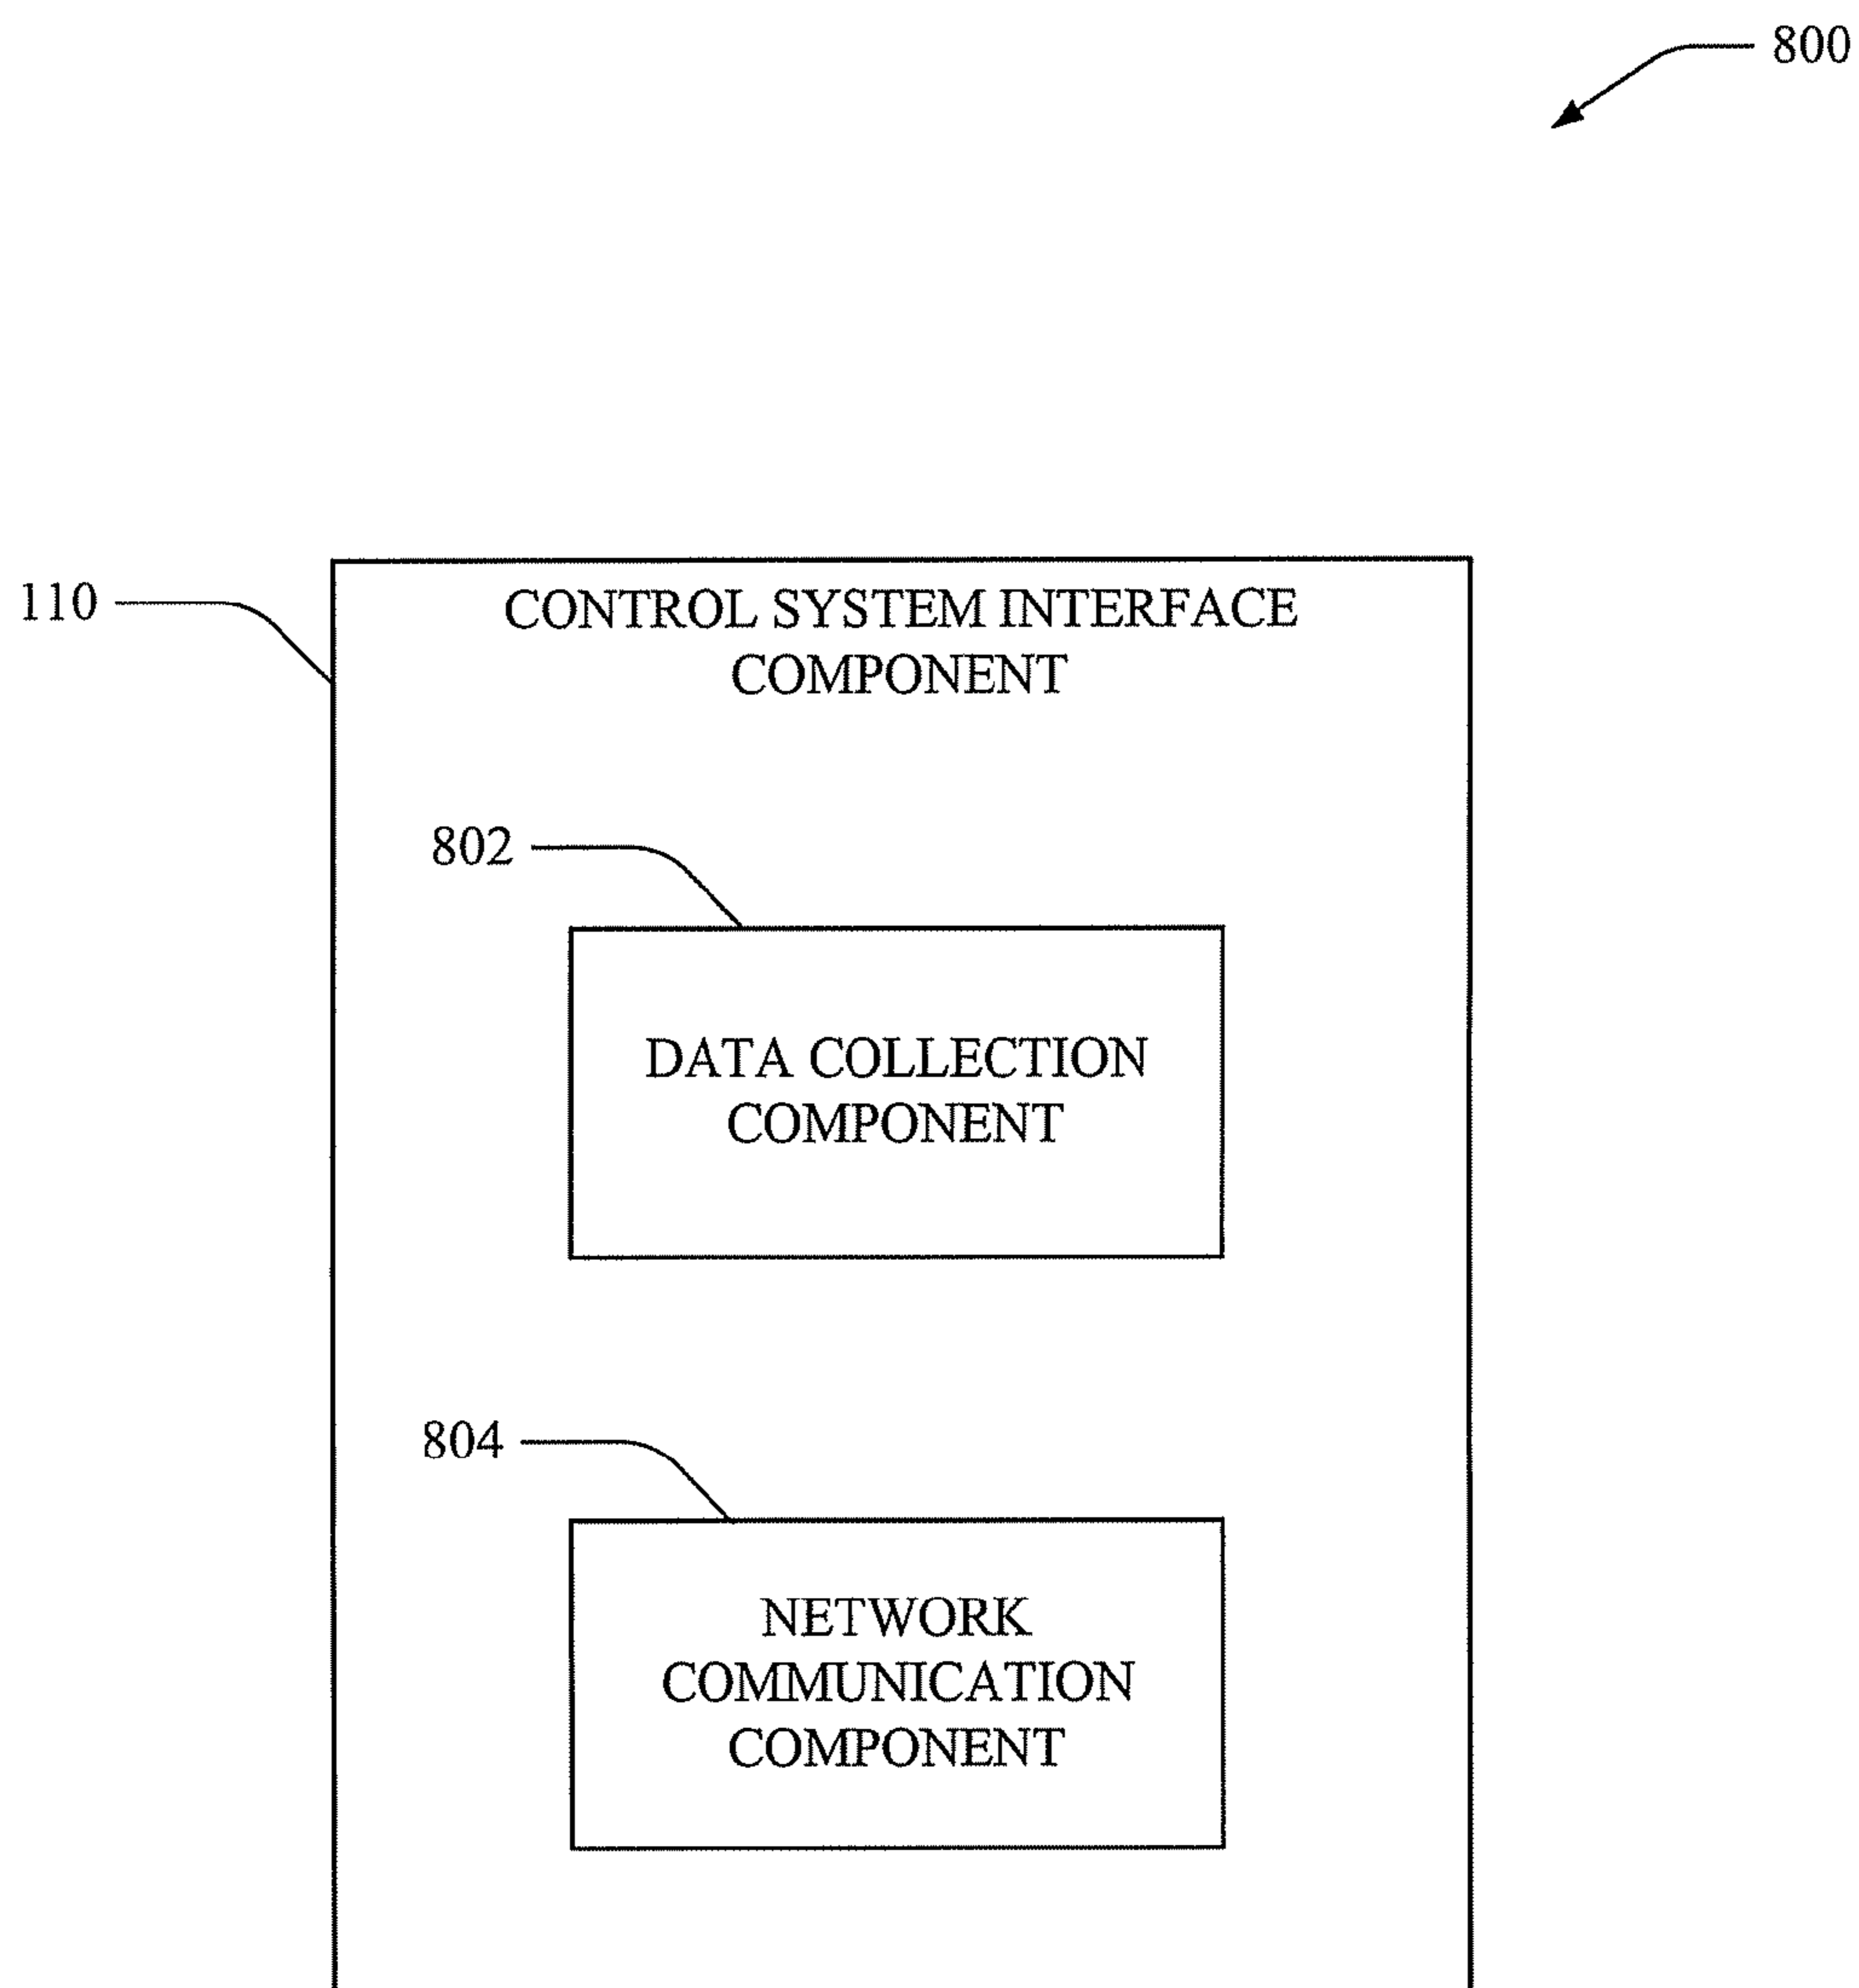 800
110
CONTROL SYSTEM INTERFACE
COMPONENT
802
DATA COLLECTION
COMPONENT
804
NETWORK
COMMUNICATION
COMPONENT